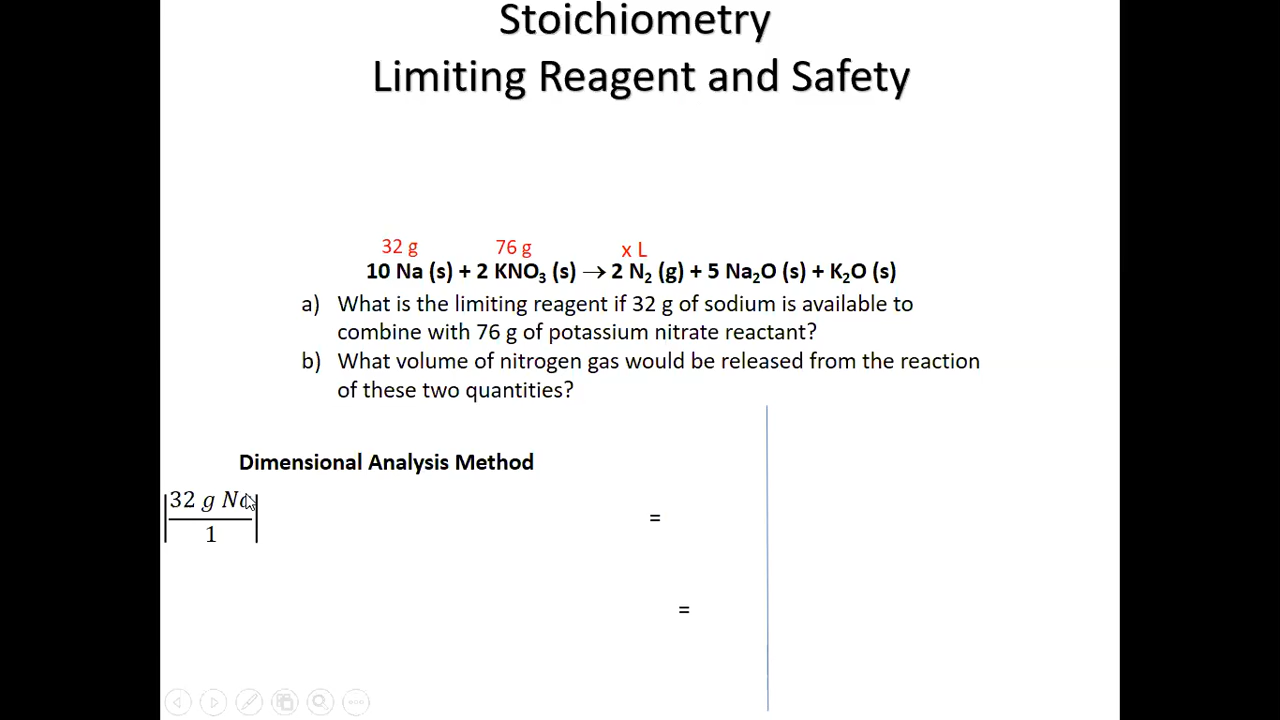 Stoichiometry
Limiting Reagent and Safety
32 g 76 g x L
10 Na (s) + 2 KNO₃ (s) → 2 N₂ (g) + 5 Na₂O (s) + K₂O (s)
a) What is the limiting reagent if 32 g of sodium is available to
combine with 76 g of potassium nitrate reactant?
b) What volume of nitrogen gas would be released from the reaction
of these two quantities?
Dimensional Analysis Method
32 g Na
1
=
=